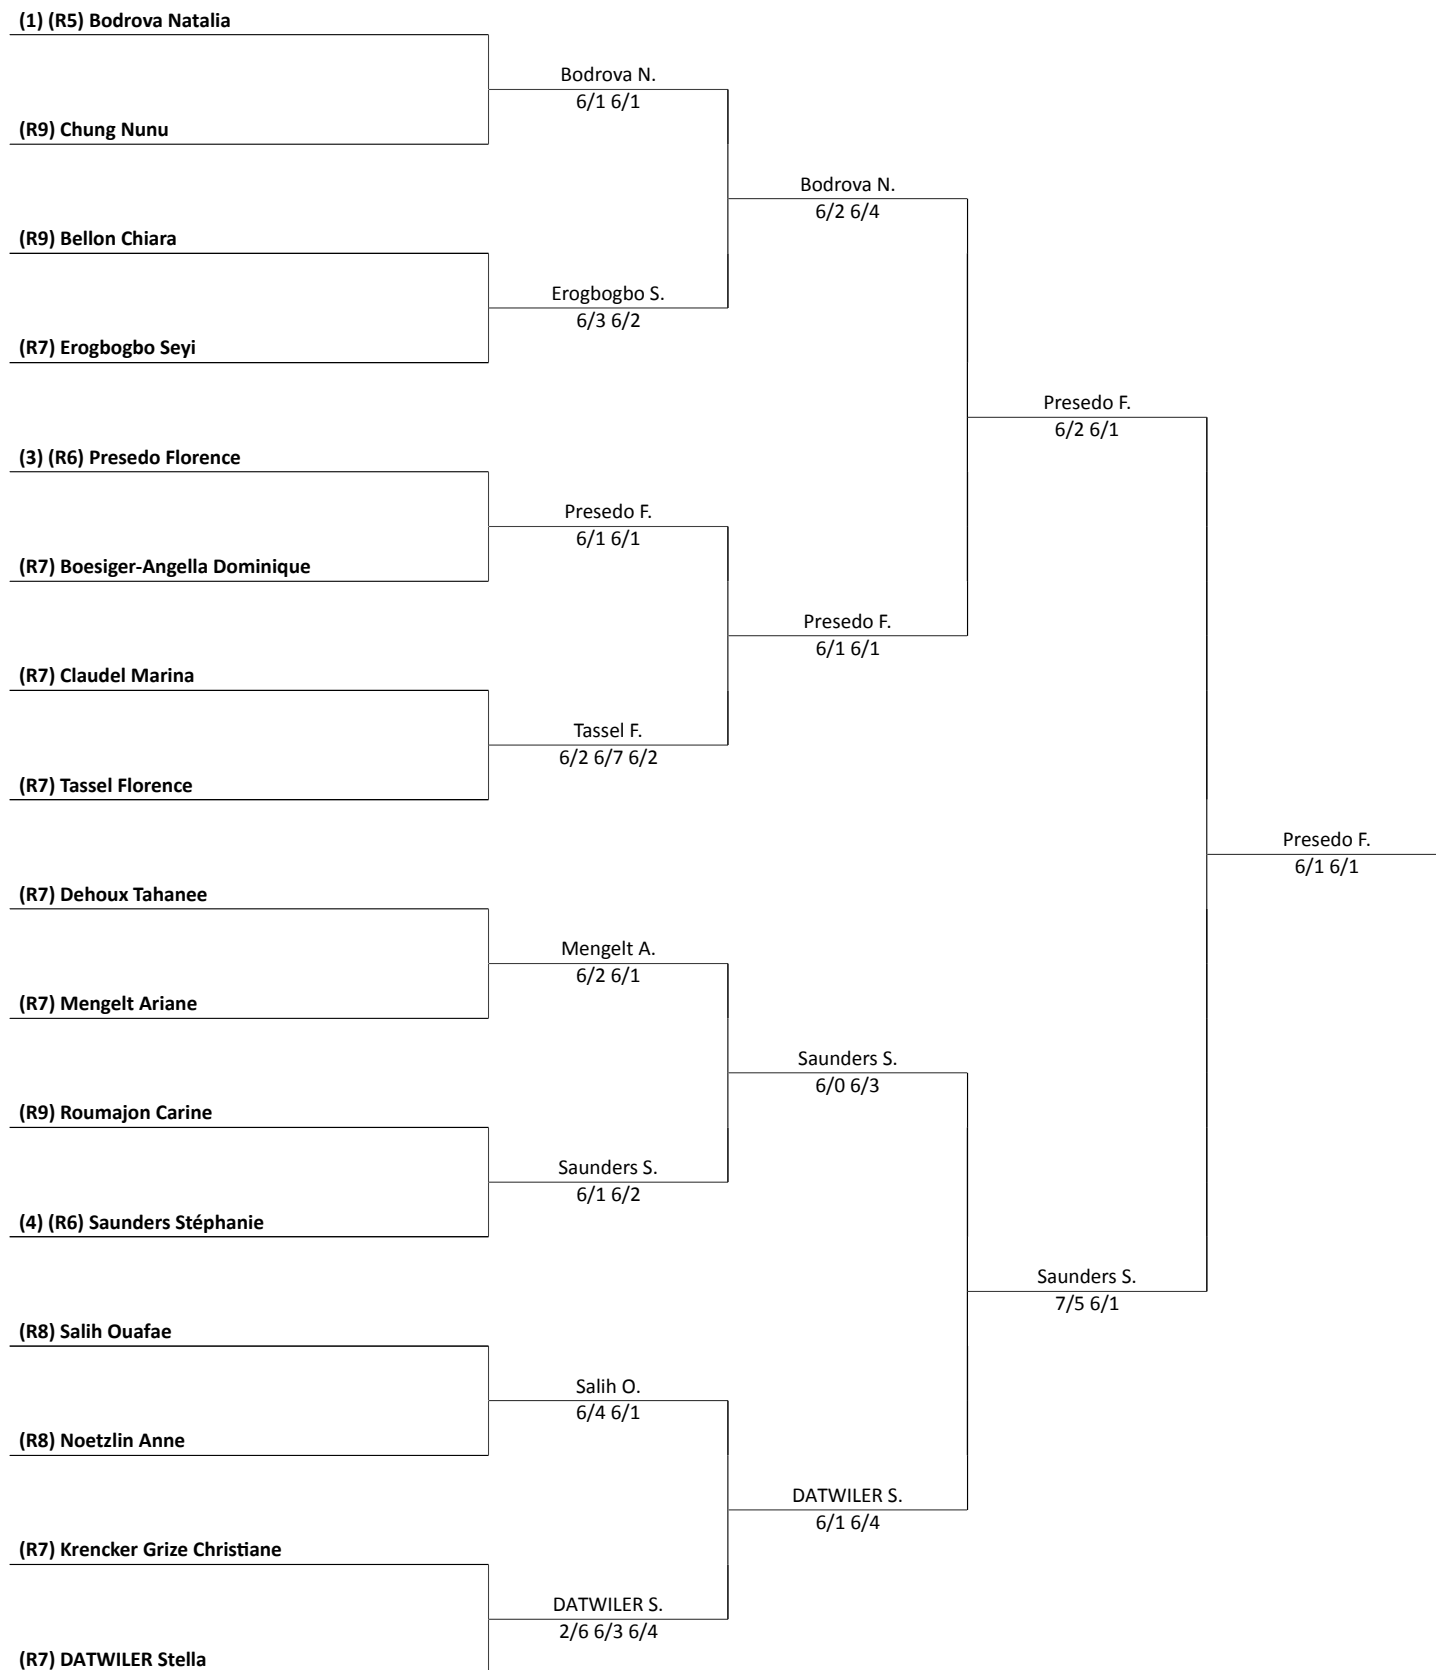 (1) (R5) Bodrova Natalia
Bodrova N.
6/1 6/1
(R9) Chung Nunu
Bodrova N.
6/2 6/4
(R9) Bellon Chiara
Erogbogbo S.
6/3 6/2
(R7) Erogbogbo Seyi
Presedo F.
6/2 6/1
(3) (R6) Presedo Florence
Presedo F.
6/1 6/1
(R7) Boesiger-Angella Dominique
Presedo F.
6/1 6/1
(R7) Claudel Marina
Tassel F.
6/2 6/7 6/2
(R7) Tassel Florence
Presedo F.
6/1 6/1
(R7) Dehoux Tahanee
Mengelt A.
6/2 6/1
(R7) Mengelt Ariane
Saunders S.
6/0 6/3
(R9) Roumajon Carine
Saunders S.
6/1 6/2
(4) (R6) Saunders Stéphanie
Saunders S.
7/5 6/1
(R8) Salih Ouafae
Salih O.
6/4 6/1
(R8) Noetzlin Anne
DATWILER S.
6/1 6/4
(R7) Krencker Grize Christiane
DATWILER S.
2/6 6/3 6/4
(R7) DATWILER Stella